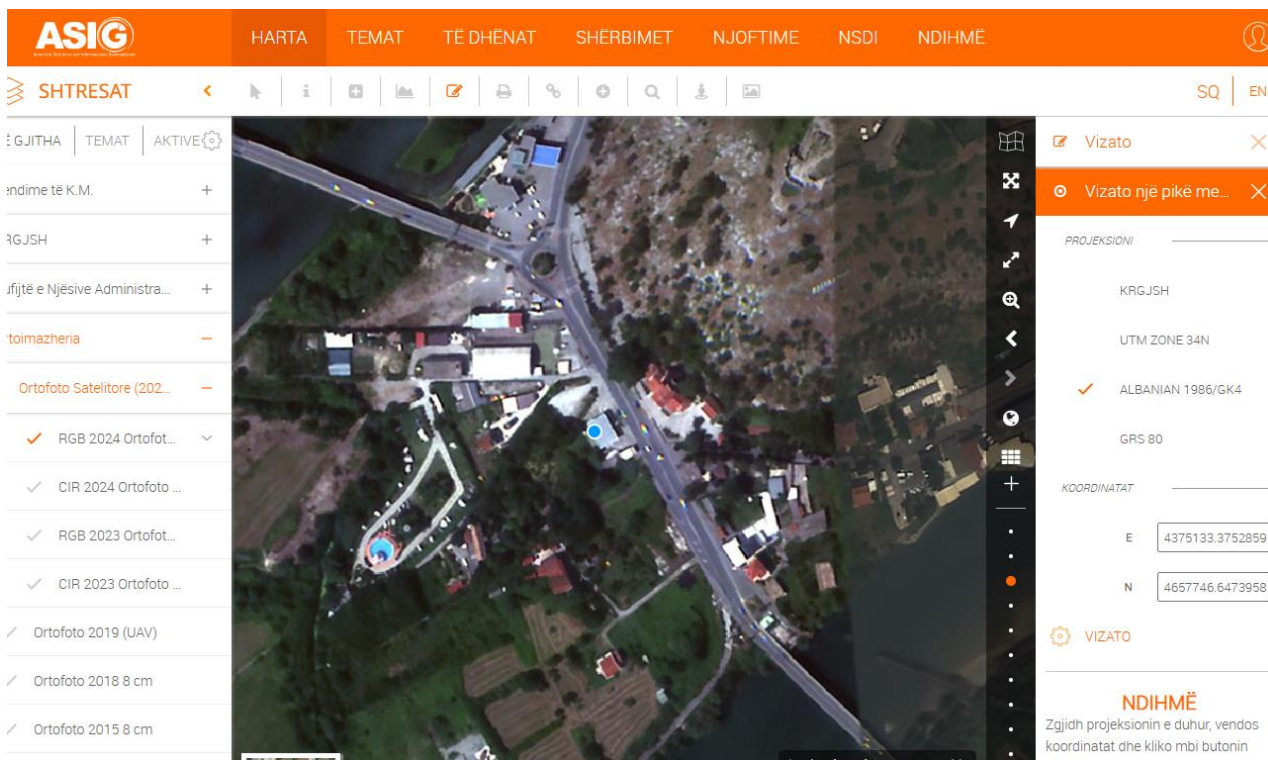 ASIG
HARTA TEMAT TË DHËNAT SHËRBIMET NJOFTIME NSDI NDIHMË
SHTRESAT
SQ EN
GJITHA TEMAT AKTIVE
Vizato
endime të K.M.
Vizato një pikë me...
RGJSH
PROJEKSIONI
KRGJSH
ufijtë e Njësive Administra...
UTM ZONE 34N
toimazheria
ALBANIAN 1986/GK4
Ortofoto Satelitore (202...
GRS 80
RGB 2024 Ortofot...
CIR 2024 Ortofoto ...
KOORDINATAT
RGB 2023 Ortofot...
E 4375133.3752859
CIR 2023 Ortofoto ...
N 4657746.6473958
Ortofoto 2019 (UAV)
VIZATO
Ortofoto 2018 8 cm
NDIHMË
Ortofoto 2015 8 cm
Zgjidh projeksionin e duhur, vendos
koordinatat dhe kliko mbi butonin